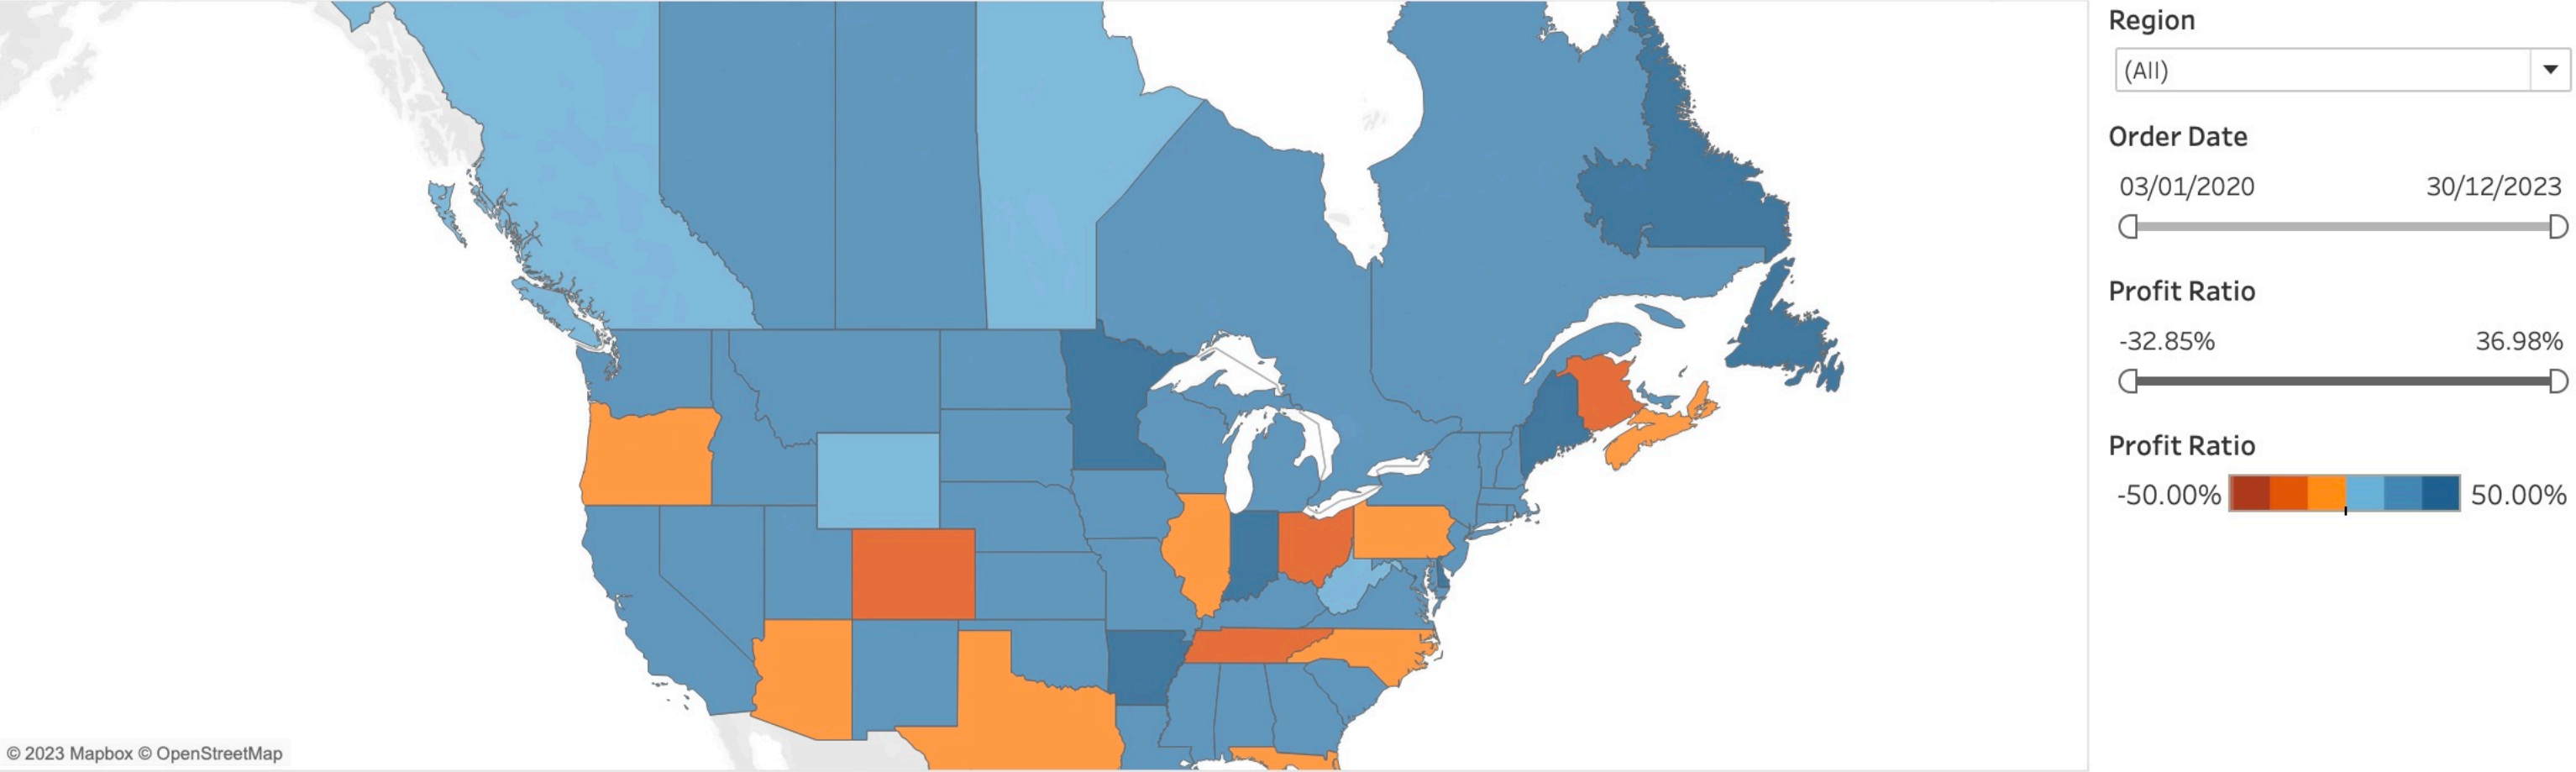 Region
(All)
Order Date
03/01/2020 30/12/2023
Profit Ratio
-32.85% 36.98%
Profit Ratio
-50.00% 50.00%
© 2023 Mapbox © OpenStreetMap